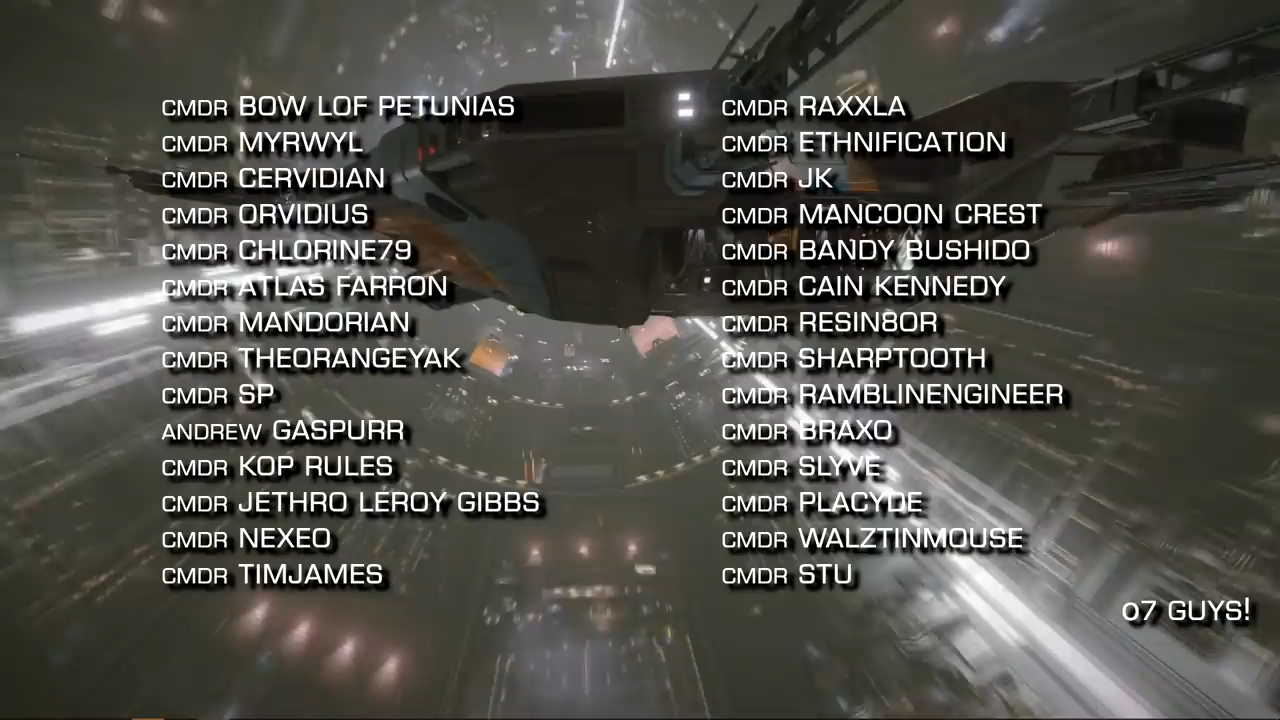 CMDR BOW LOF PETUNIAS
CMDR MYRWYL
CMDR CERVIDIAN
CMDR ORVIDIUS
CMDR CHLORINE79
CMDR ATLAS FARRON
CMDR MANDORIAN
CMDR THEORANGEYAK
CMDR SP
ANDREW GASPURR
CMDR KOP RULES
CMDR JETHRO LEROY GIBBS
CMDR NEXEO
CMDR TIMJAMES
CMDR RAXXLA
CMDR ETHNIFICATION
CMDR JK
CMDR MANCOON CREST
CMDR BANDY BUSHIDO
CMDR CAIN KENNEDY
CMDR RESIN8OR
CMDR SHARPTOOTH
CMDR RAMBLINENGINEER
CMDR BRAXO
CMDR SLYVE
CMDR PLACYDE
CMDR WALZTINMOUSE
CMDR STU
o7 GUYS!